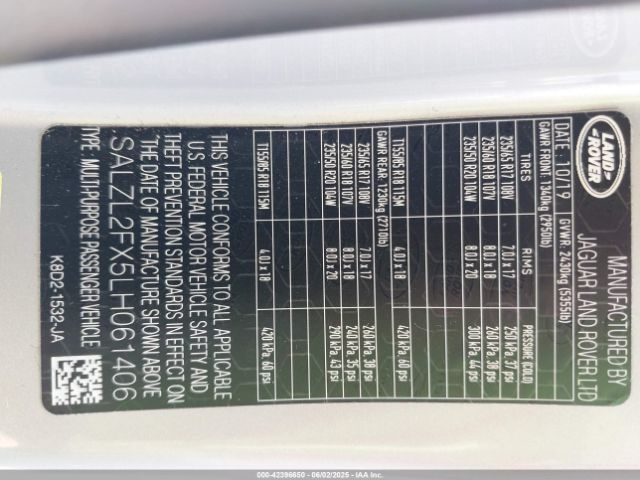 MANUFACTURED BY
JAGUAR LAND ROVER LTD
LAND ROVER
DATE: 10/19 GVWR: 2430kg (5355lb)
GAWR FRONT: 1340kg (2950lb)
TIRES RIMS PRESSURE (COLD)
235/65 R17 108V 7.0J x 17 250 kPa 37 psi
235/60 R18 107V 8.0J x 18 260 kPa 38 psi
235/50 R20 104W 8.0J x 20 300 kPa 44 psi
T155/85 R18 115M 4.0J x 18 420 kPa 60 psi
GAWR REAR: 1230kg (2710lb)
235/65 R17 108V 7.0J x 17 260 kPa 38 psi
235/60 R18 107V 8.0J x 18 240 kPa 35 psi
235/50 R20 104W 8.0J x 20 290 kPa 43 psi
T155/85 R18 115M 4.0J x 18 420 kPa 60 psi
THIS VEHICLE CONFORMS TO ALL APPLICABLE
U.S. FEDERAL MOTOR VEHICLE SAFETY AND
THEFT PREVENTION STANDARDS IN EFFECT ON
THE DATE OF MANUFACTURE SHOWN ABOVE
SALZL2FX5LH061406
TYPE: MULTI-PURPOSE PASSENGER VEHICLE
K8D2-1532-JA
000-42396650 - 06/02/2025 - IAA Inc.